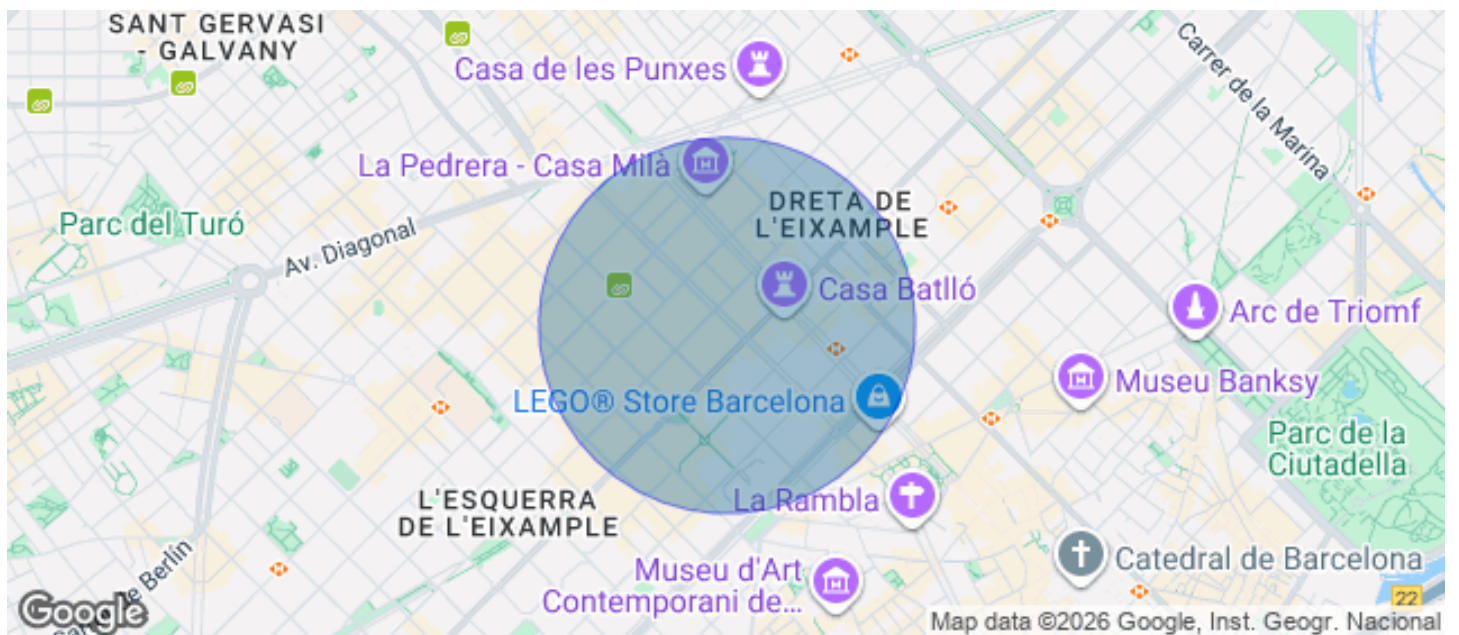 SANT GERVASI
- GALVANY
Casa de les Punxes
Carrer de la Marina
La Pedrera - Casa Milà
DRETA DE
L'EIXAMPLE
Parc del Turó
Av. Diagonal
Casa Batlló
Arc de Triomf
Museu Banksy
LEGO® Store Barcelona
Parc de la
Ciutadella
L'ESQUERRA
DE L'EIXAMPLE
La Rambla
Catedral de Barcelona
Berlín
Museu d'Art
Contemporani de...
22
Google
Map data ©2026 Google, Inst. Geogr. Nacional